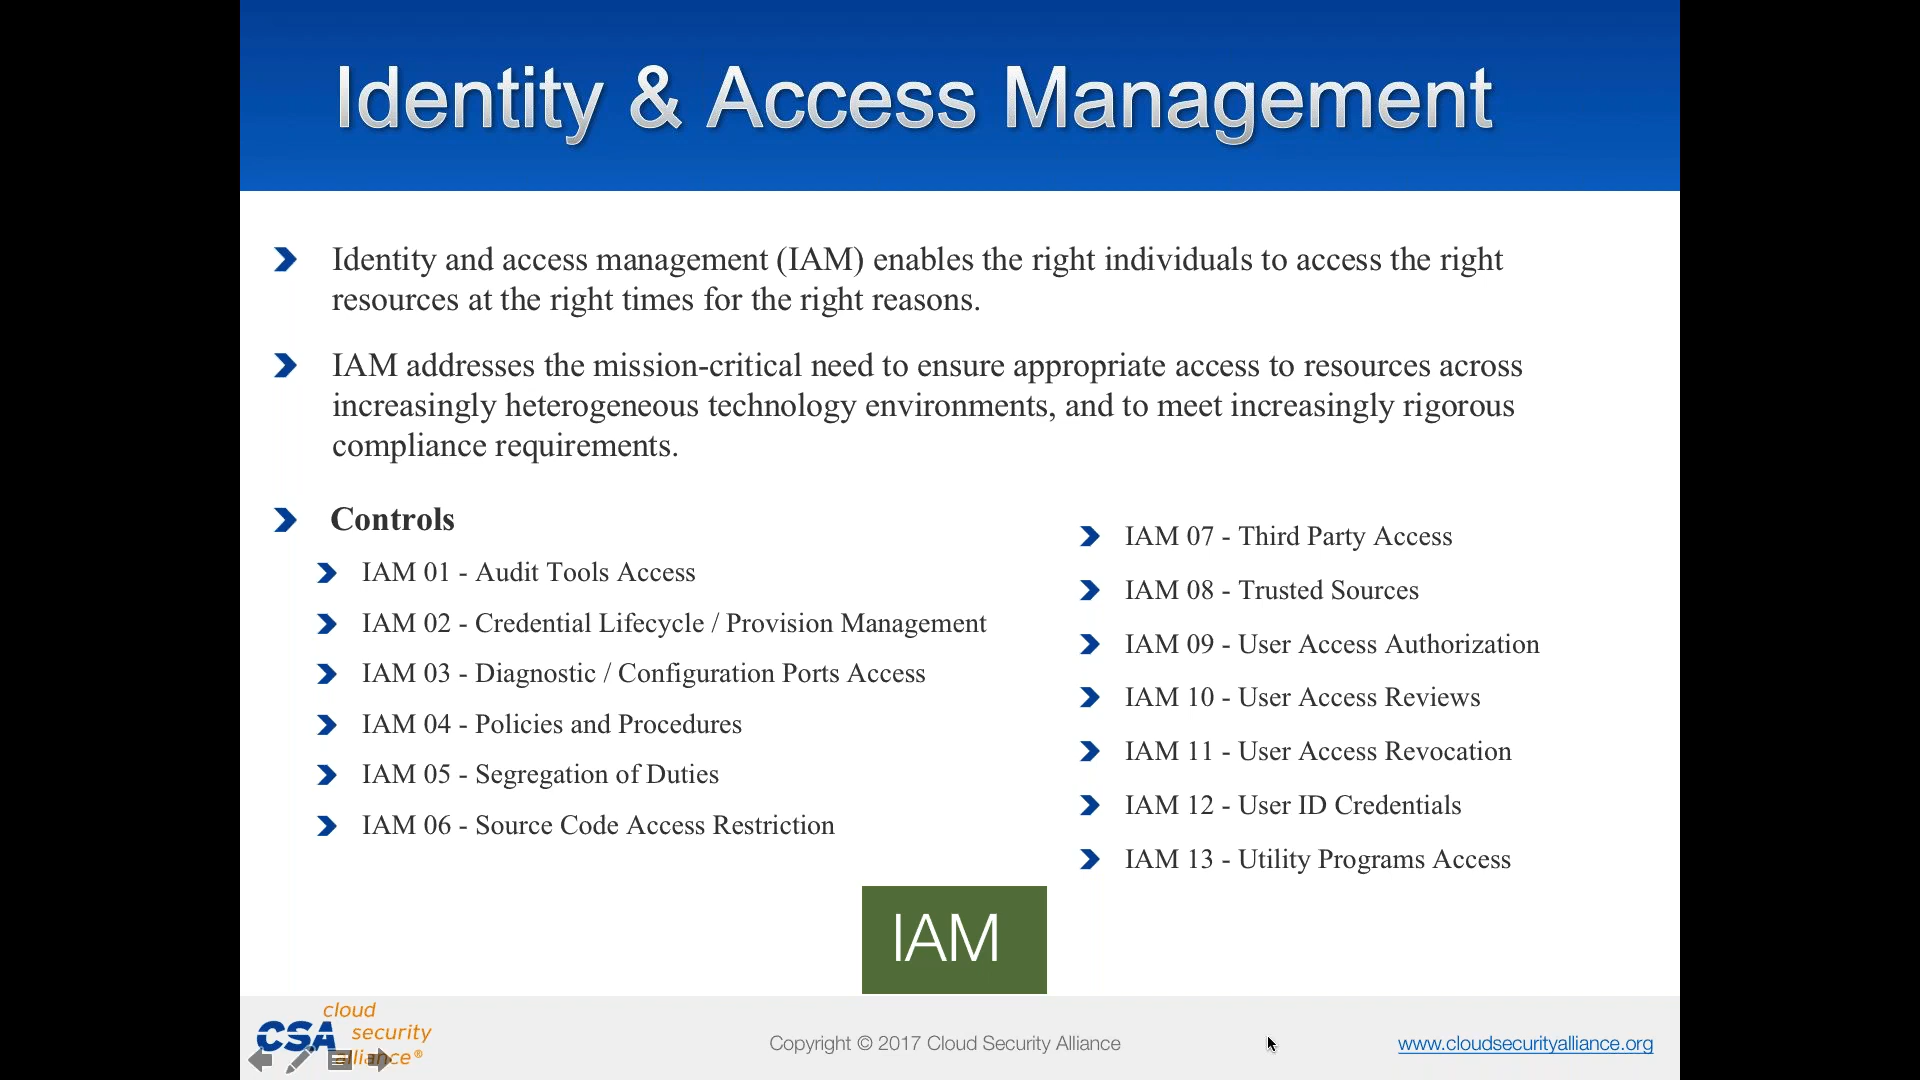 Identity & Access Management
Identity and access management (IAM) enables the right individuals to access the right
resources at the right times for the right reasons.
IAM addresses the mission-critical need to ensure appropriate access to resources across
increasingly heterogeneous technology environments, and to meet increasingly rigorous
compliance requirements.
Controls
IAM 01 - Audit Tools Access
IAM 02 - Credential Lifecycle / Provision Management
IAM 03 - Diagnostic / Configuration Ports Access
IAM 04 - Policies and Procedures
IAM 05 - Segregation of Duties
IAM 06 - Source Code Access Restriction
IAM 07 - Third Party Access
IAM 08 - Trusted Sources
IAM 09 - User Access Authorization
IAM 10 - User Access Reviews
IAM 11 - User Access Revocation
IAM 12 - User ID Credentials
IAM 13 - Utility Programs Access
IAM
CSA
cloud
security
alliance®
Copyright © 2017 Cloud Security Alliance
www.cloudsecurityalliance.org